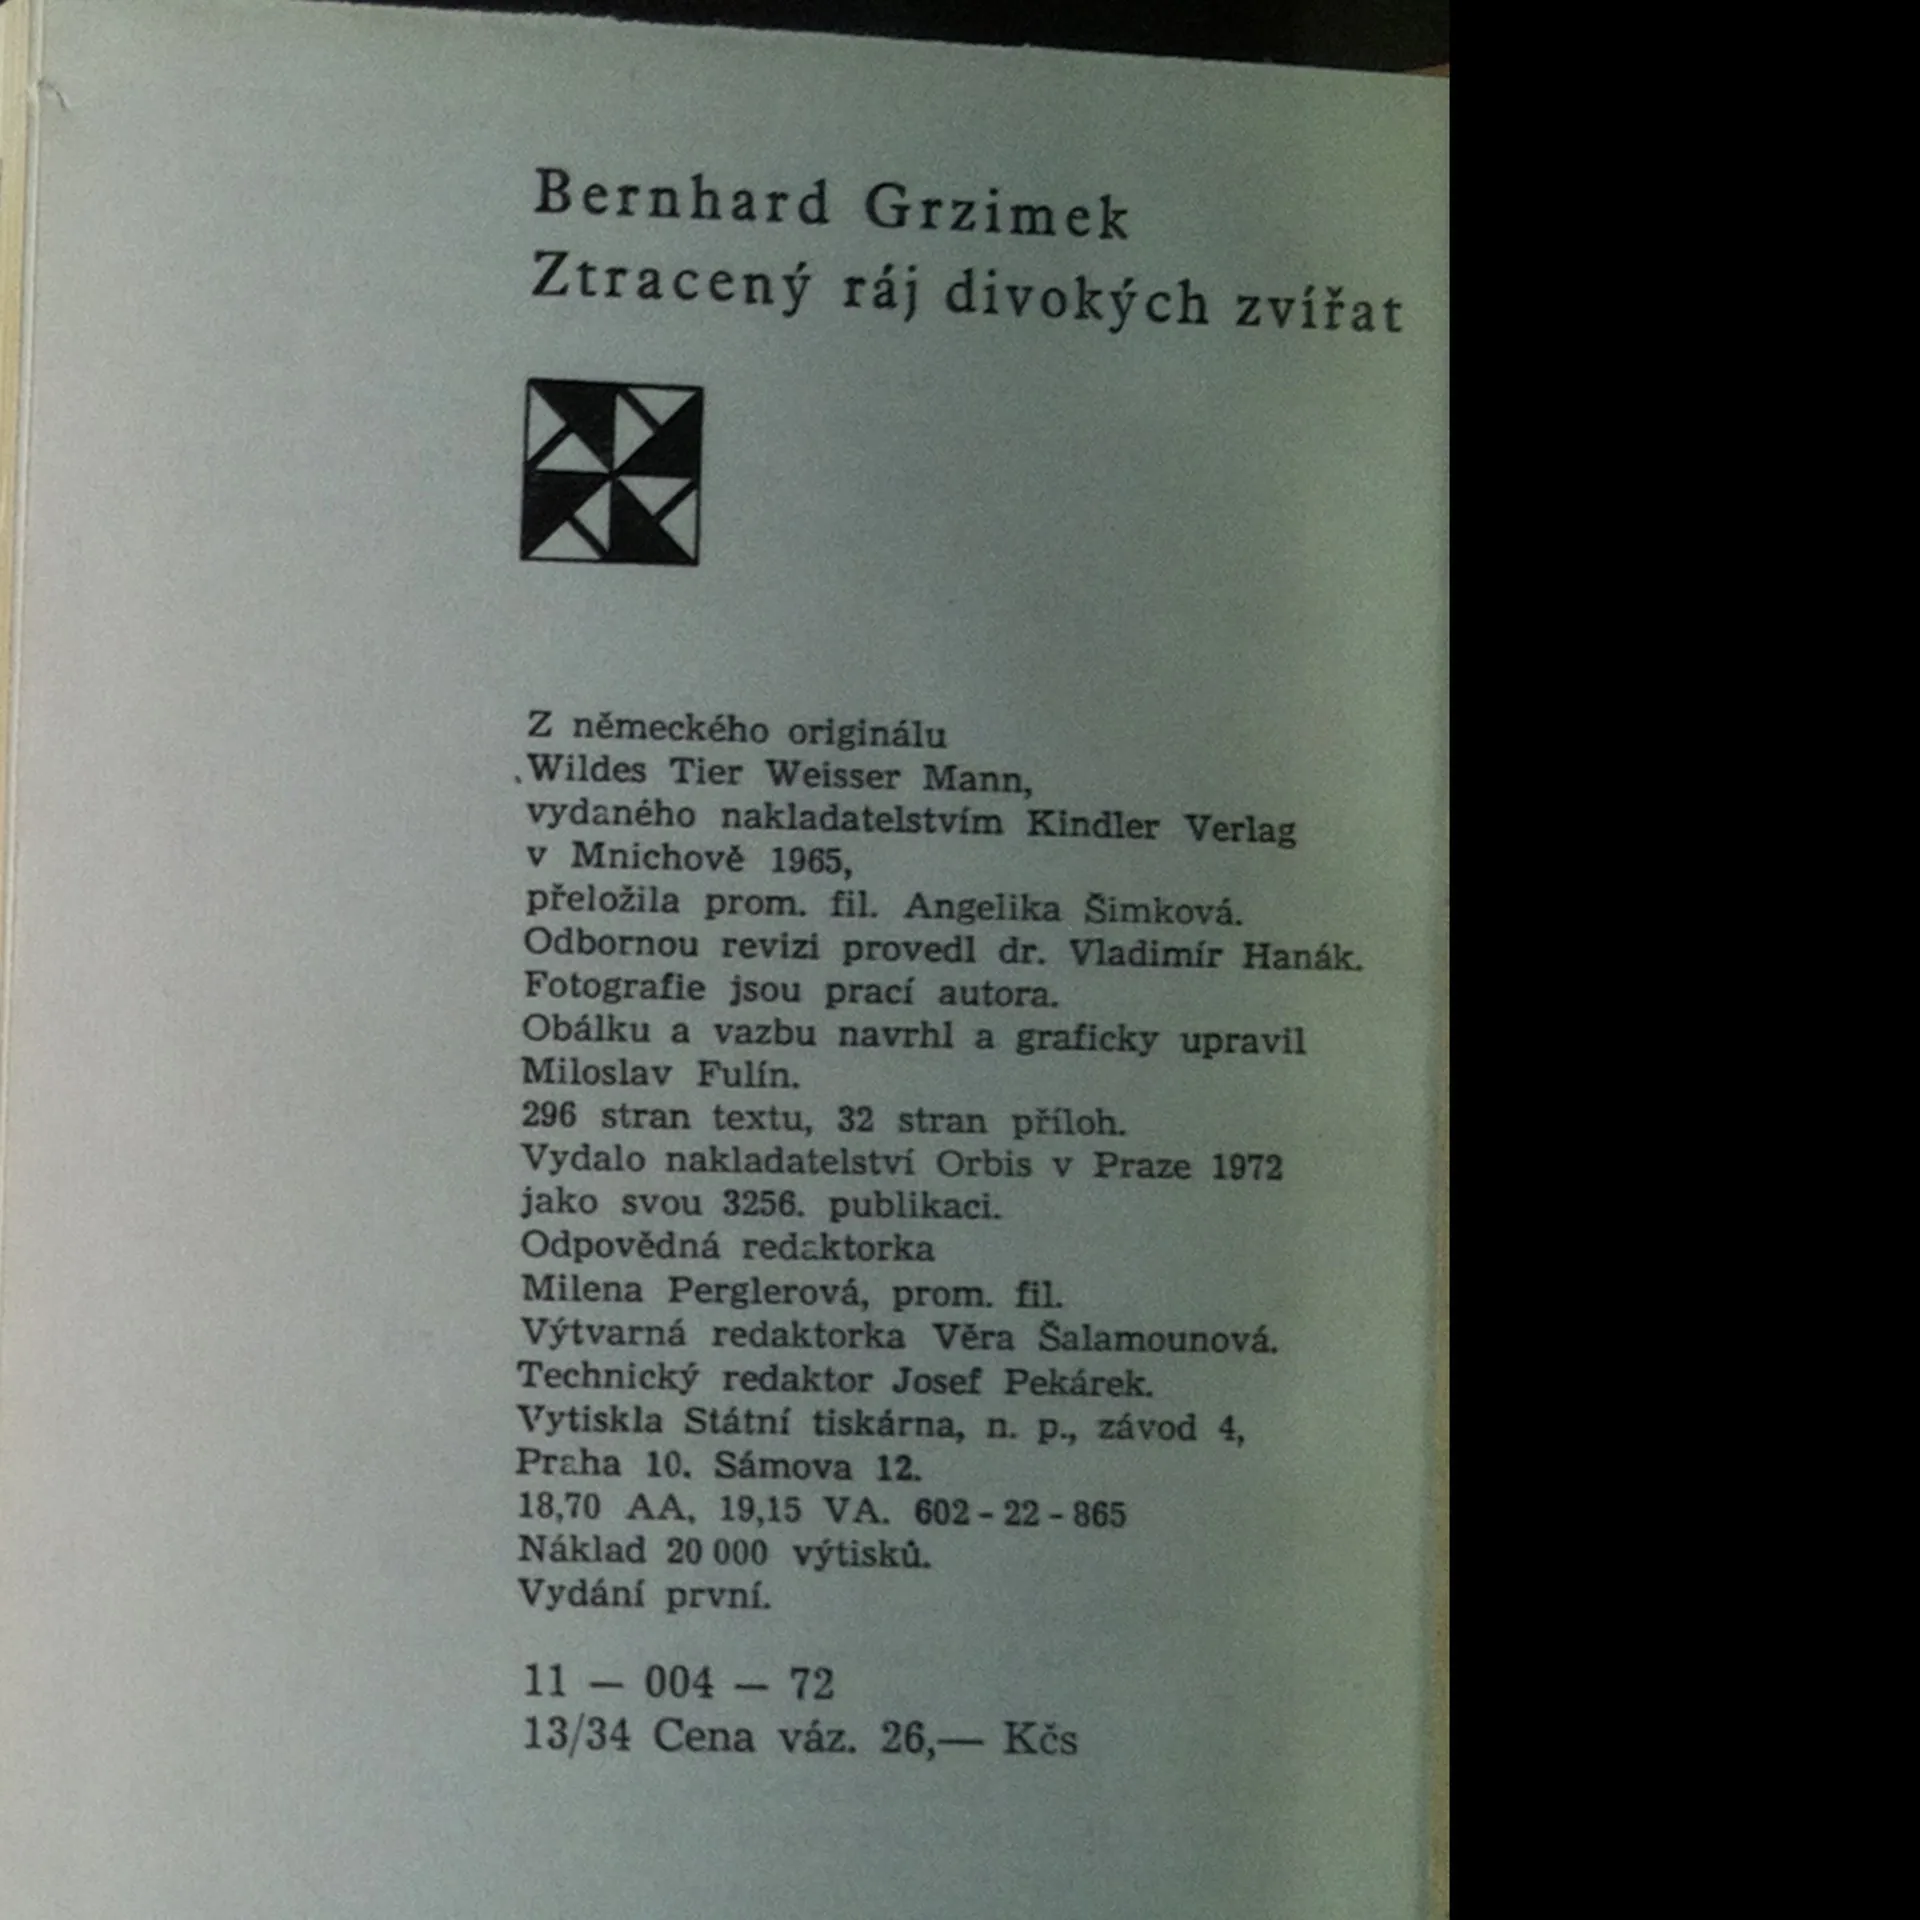 Bernhard Grzimek
Ztracený ráj divokých zvířat
Z německého originálu
Wildes Tier Weisser Mann,
vydaného nakladatelstvím Kindler Verlag
v Mnichově 1965,
přeložila prom. fil. Angelika Šimková.
Odbornou revizi provedl dr. Vladimír Hanák.
Fotografie jsou prací autora.
Obálku a vazbu navrhl a graficky upravil
Miloslav Fulín.
296 stran textu, 32 stran příloh.
Vydalo nakladatelství Orbis v Praze 1972
jako svou 3256. publikaci.
Odpovědná redaktorka
Milena Perglerová, prom. fil.
Výtvarná redaktorka Věra Šalamounová.
Technický redaktor Josef Pekárek.
Vytiskla Státní tiskárna, n. p., závod 4,
Praha 10. Sámova 12.
18,70 AA, 19,15 VA. 602 - 22 - 865
Náklad 20 000 výtisků.
Vydání první.
11 — 004 — 72
13/34 Cena váz. 26,— Kčs